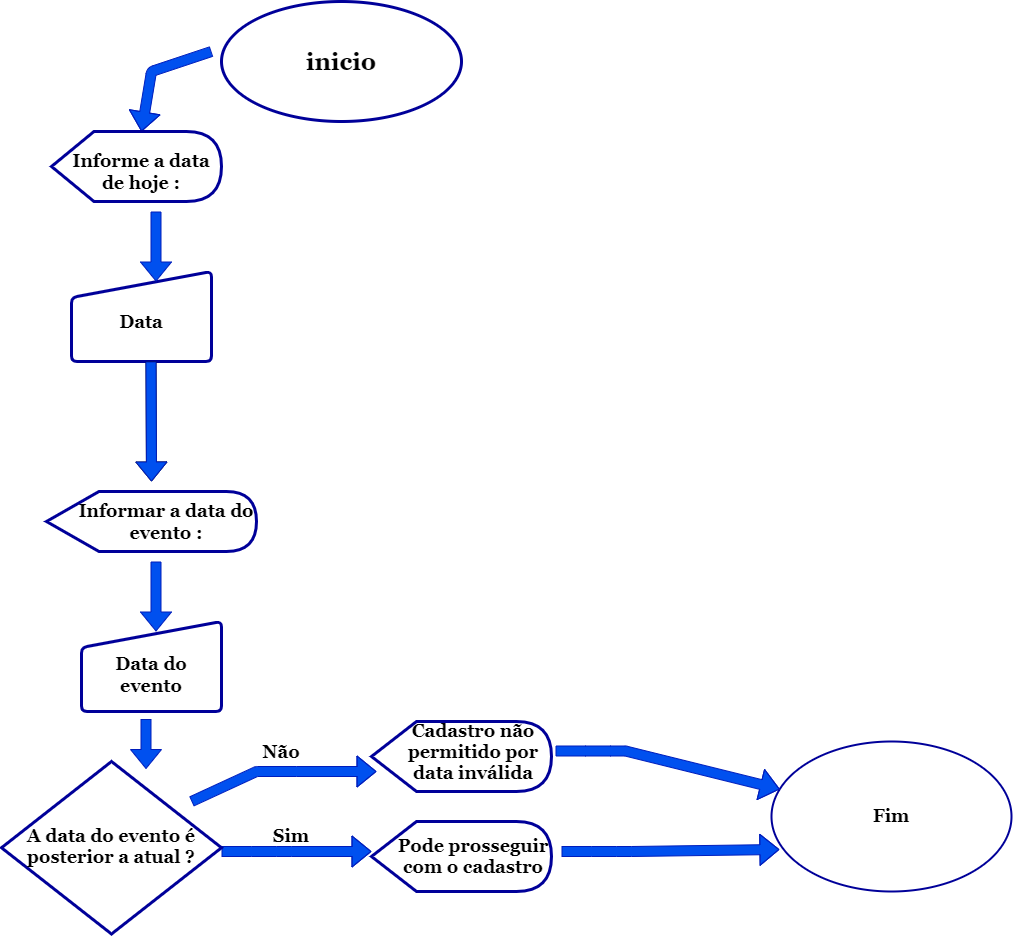 inicio
Informe a data
de hoje :
Data
Informar a data do
evento :
Data do
evento
A data do evento é
posterior a atual ?
Não
Cadastro não
permitido por
data inválida
Sim
Pode prosseguir
com o cadastro
Fim